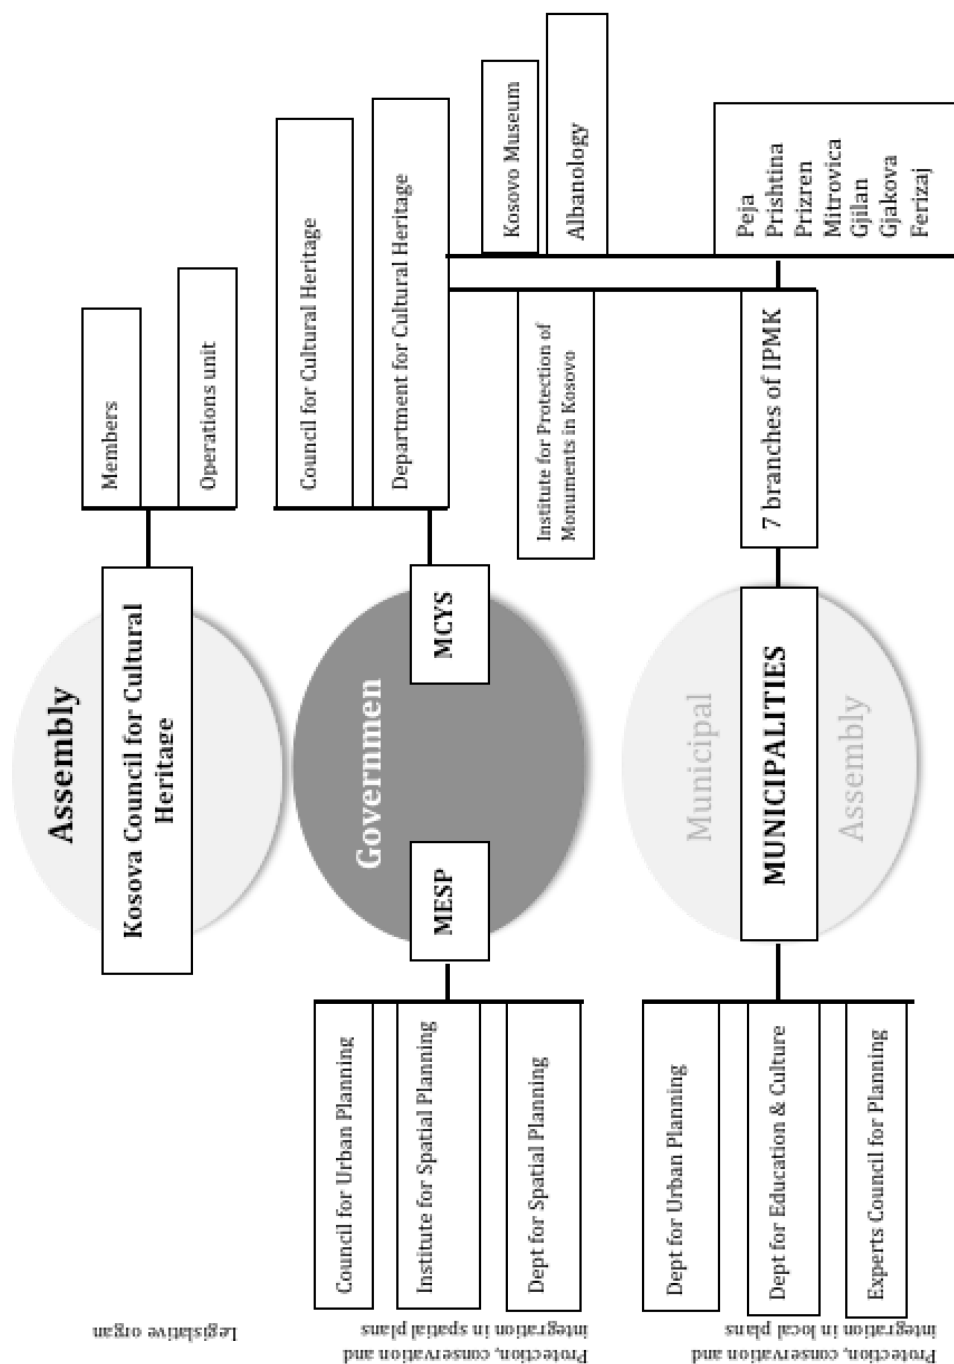 Legislative organ
Assembly
Kosova Council for Cultural
Heritage
Members
Operations unit
Protection, conservation and
integration in spatial plans
Council for Urban Planning
Institute for Spatial Planning
Dept for Spatial Planning
Governmen
MESP
MCYS
Council for Cultural Heritage
Department for Cultural Heritage
Institute for Protection of
Monuments in Kosovo
Kosovo Museum
Albanology
Protection, conservation and
integration in local plans
Dept for Urban Planning
Dept for Education & Culture
Experts Council for Planning
Municipal
MUNICIPALITIES
Assembly
7 branches of IPMK
Peja
Prishtina
Prizren
Mitrovica
Gjilan
Gjakova
Ferizaj